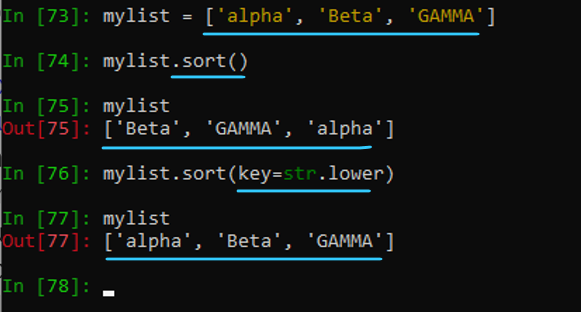 In [73]: mylist = ['alpha', 'Beta', 'GAMMA']
In [74]: mylist.sort()
In [75]: mylist
Out[75]: ['Beta', 'GAMMA', 'alpha']
In [76]: mylist.sort(key=str.lower)
In [77]: mylist
Out[77]: ['alpha', 'Beta', 'GAMMA']
In [78]: